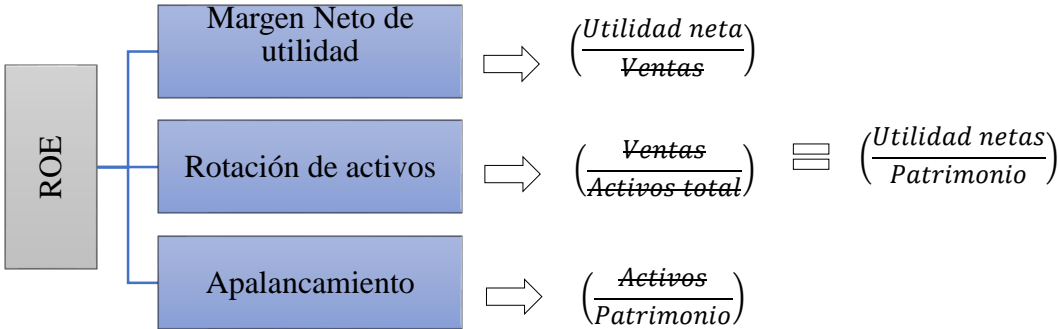 ROE
Margen Neto de
utilidad
(Utilidad neta
Ventas)
Rotación de activos
(Ventas
Activos total)
=
(Utilidad netas
Patrimonio)
Apalancamiento
(Activos
Patrimonio)